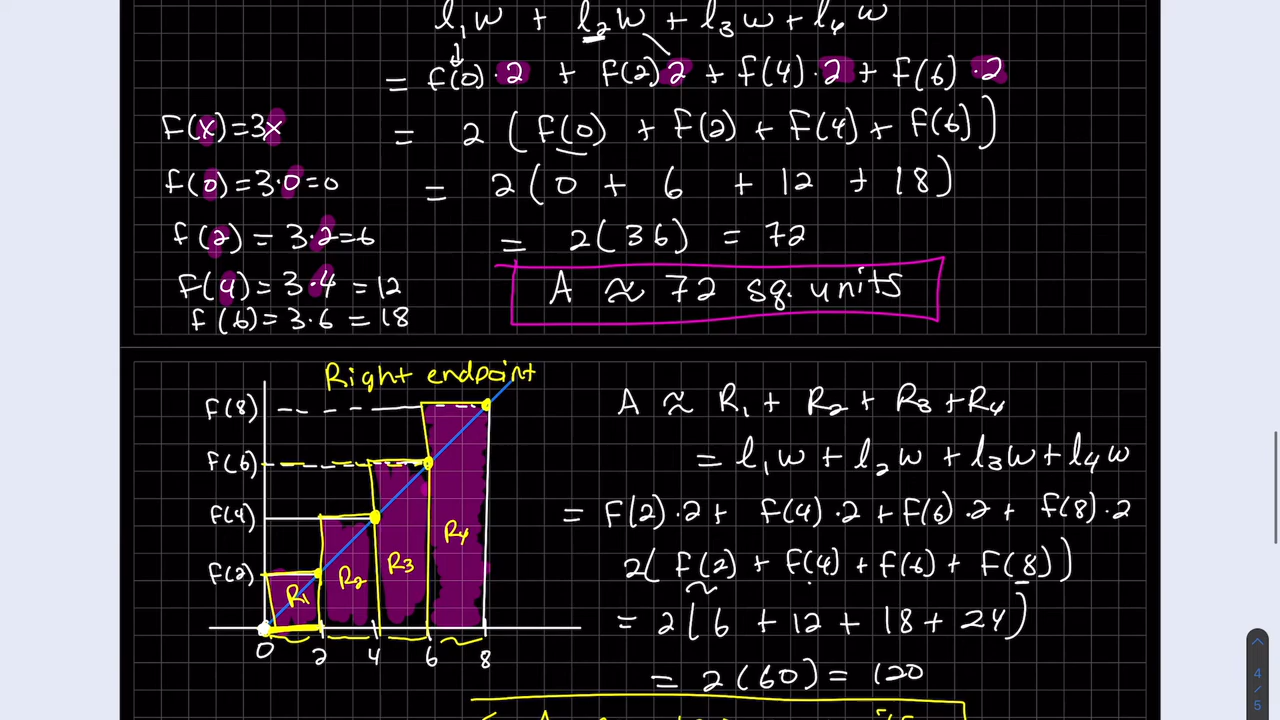 l₁w + l₂w + l₃w + l₄w
= f(0)·2 + f(2)2 + f(4)·2 + f(6)·2
f(x)=3x
= 2(f(0) + f(2) + f(4) + f(6))
f(0)=3·0=0
= 2(0 + 6 + 12 + 18)
f(2)=3·2=6
= 2(36) = 72
f(4)=3·4=12
A ≈ 72 sq. units
f(6)=3·6=18
Right endpoint
f(8)
f(6)
f(4)
f(2)
R₁
R₂
R₃
R₄
0 2 4 6 8
A ≈ R₁ + R₂ + R₃ + R₄
= l₁w + l₂w + l₃w + l₄w
= f(2)·2 + f(4)·2 + f(6)·2 + f(8)·2
2(f(2) + f(4) + f(6) + f(8))
= 2(6 + 12 + 18 + 24)
= 2(60) = 120
4
/
5